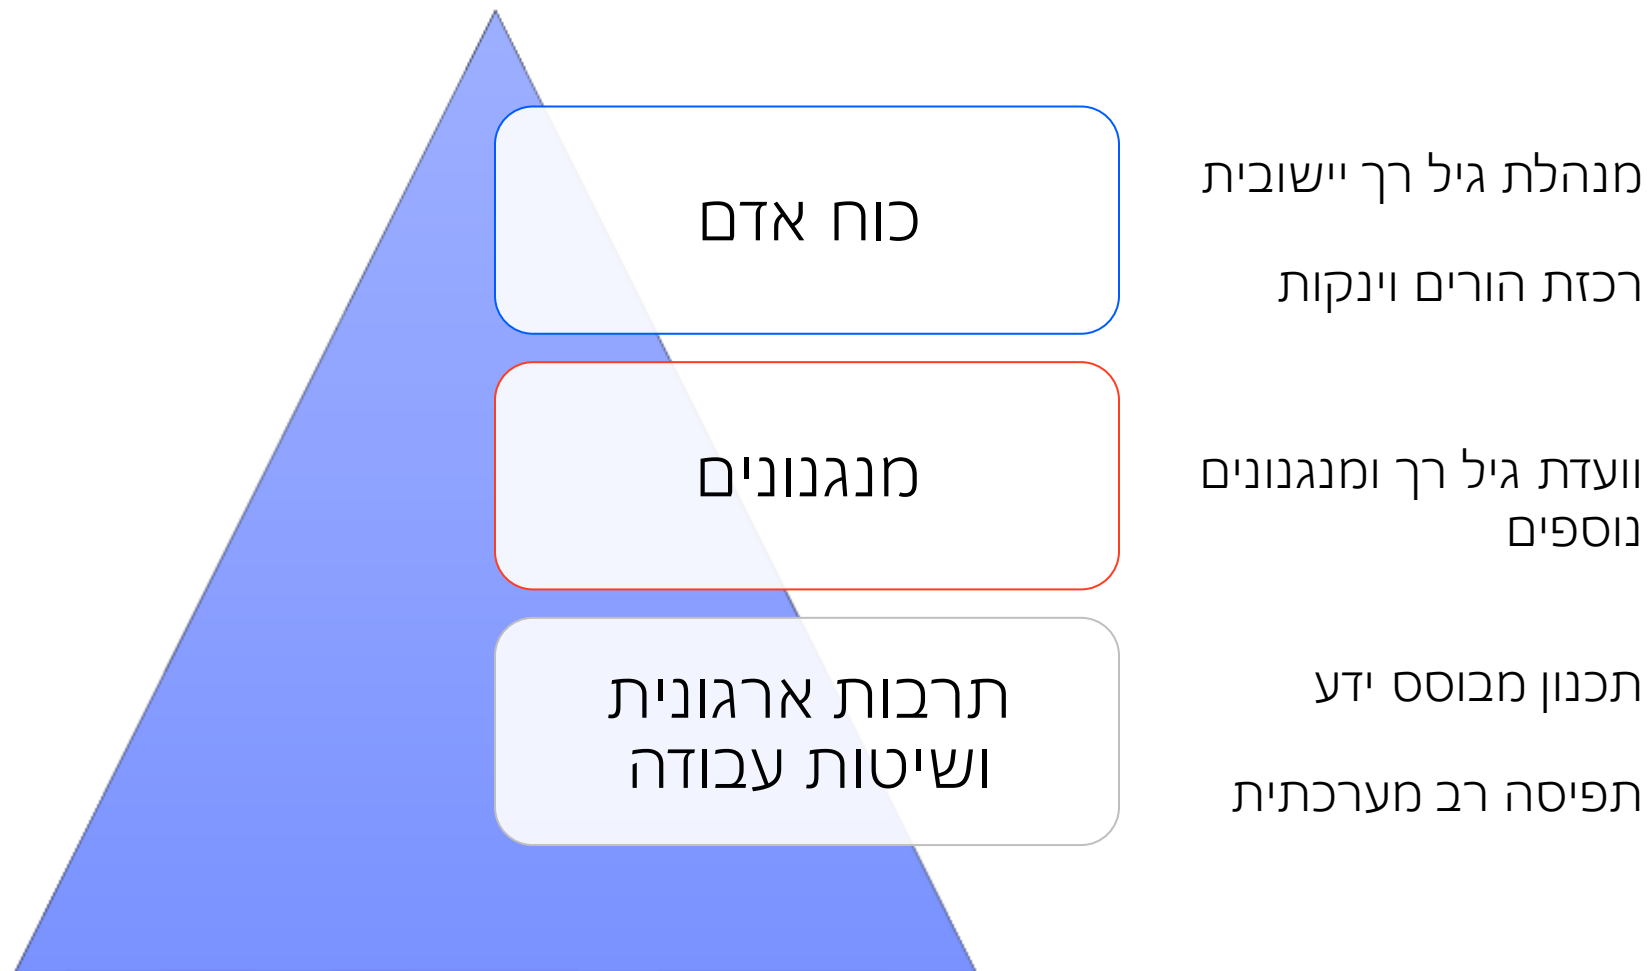 כוח אדם
מנהלת גיל רך יישובית
רכזת הורים וינקות
מנגנונים
וועדת גיל רך ומנגנונים
נוספים
תרבות ארגונית
ושיטות עבודה
תכנון מבוסס ידע
תפיסה רב מערכתית